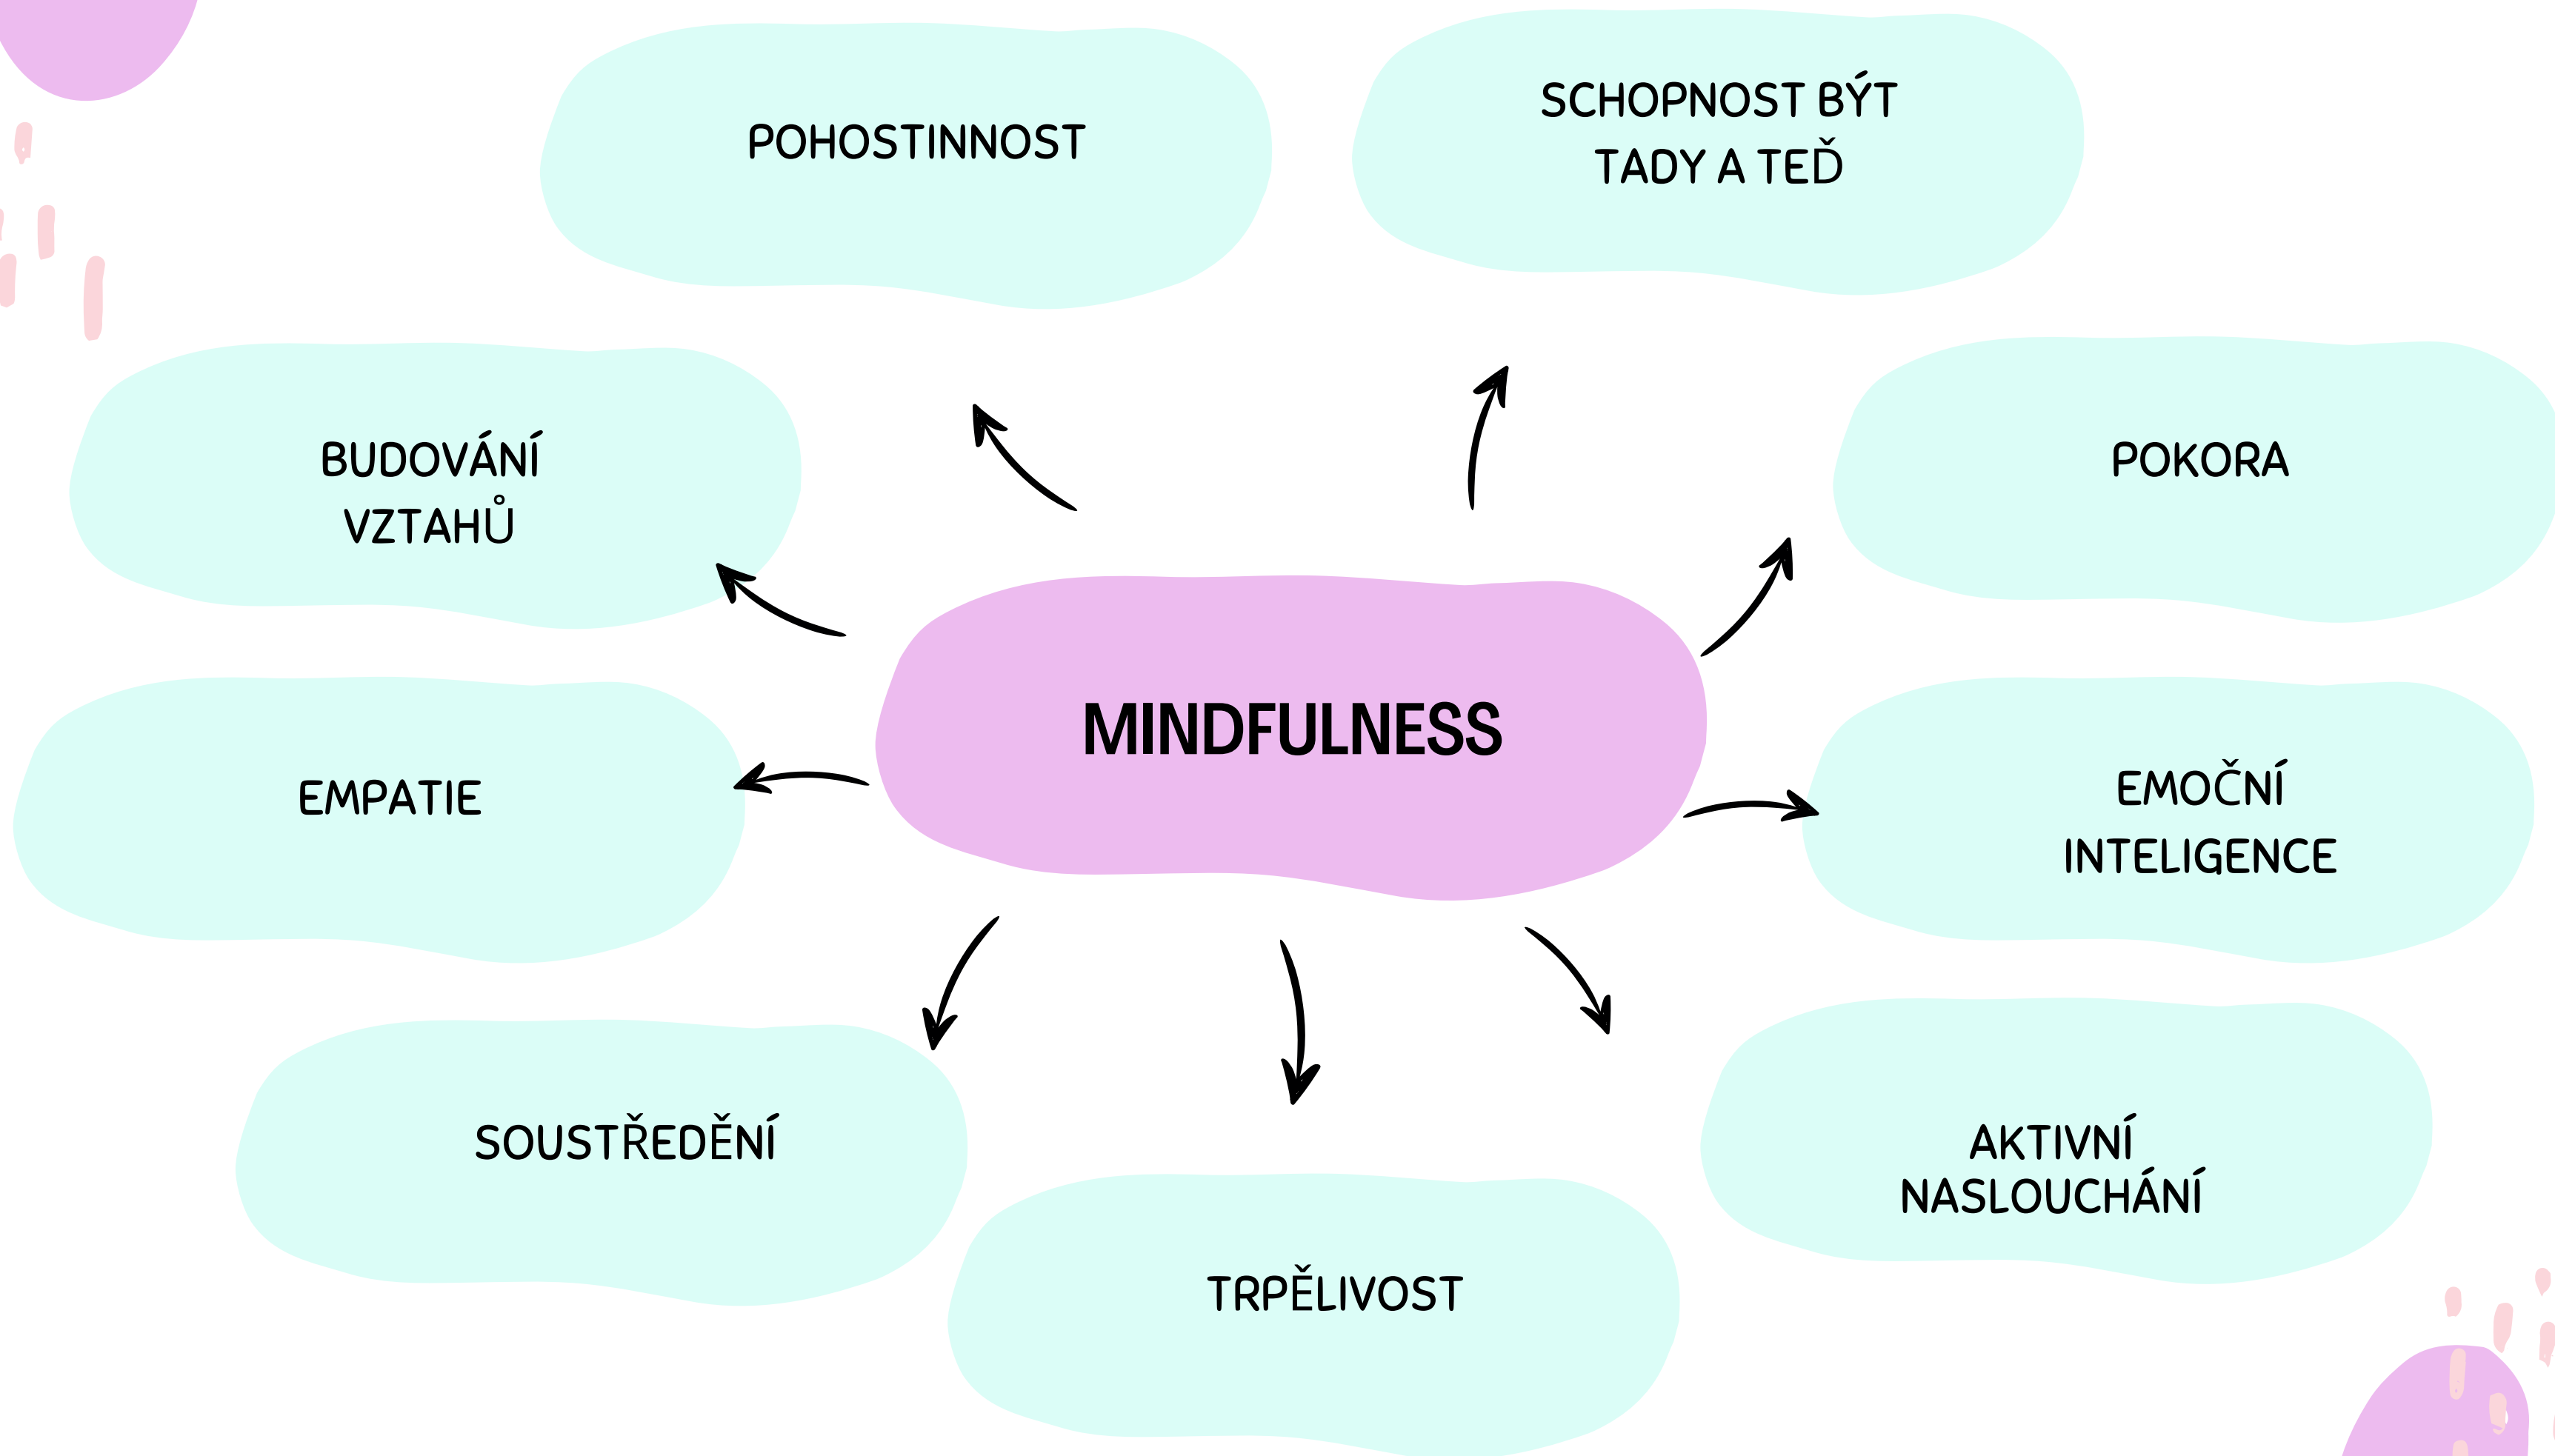 POHOSTINNOST
SCHOPNOST BÝT
TADY A TEĎ
BUDOVÁNÍ
VZTAHŮ
POKORA
MINDFULNESS
EMPATIE
EMOČNÍ
INTELIGENCE
SOUSTŘEDĚNÍ
AKTIVNÍ
NASLOUCHÁNÍ
TRPĚLIVOST